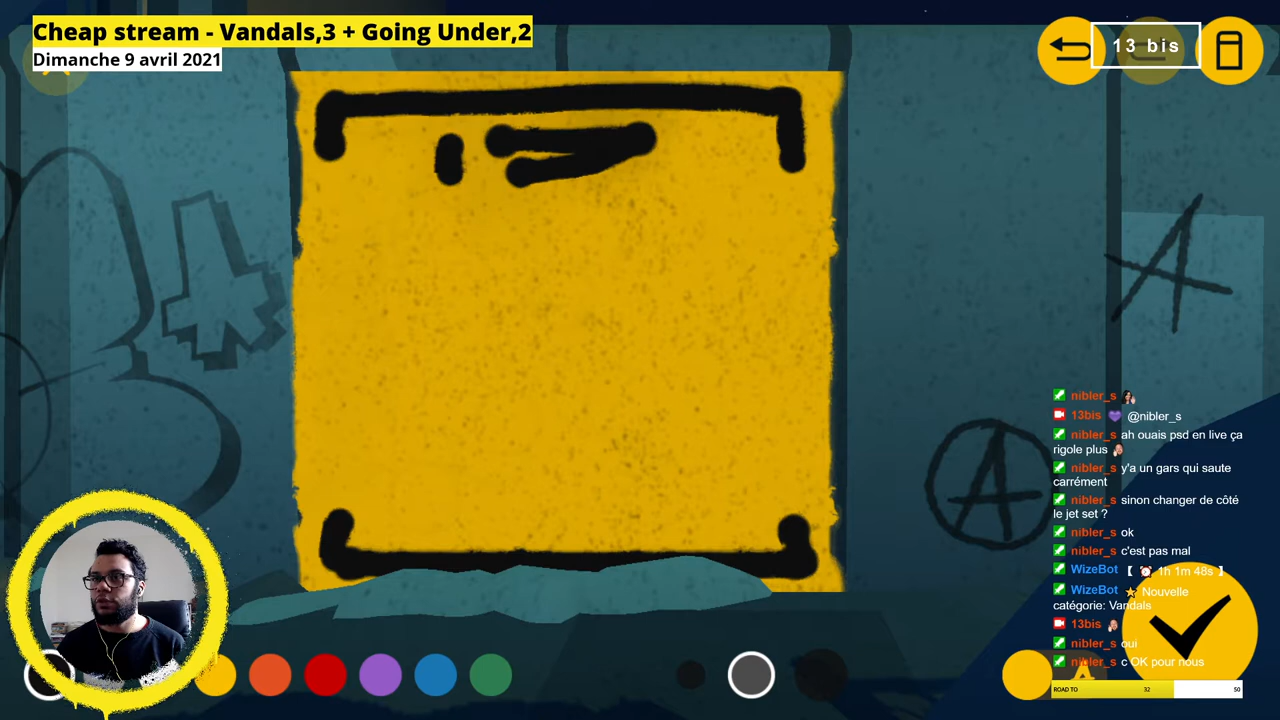 Cheap stream - Vandals,3 + Going Under,2
Dimanche 9 avril 2021
13 bis
A
A
nibler_s
13bis @nibler_s
nibler_s ah ouais psd en live ça
rigole plus
nibler_s y'a un gars qui saute
carrément
nibler_s sinon changer de côté
le jet set ?
nibler_s ok
nibler_s c'est pas mal
WizeBot 【 1h 1m 48s 】
WizeBot Nouvelle
catégorie: Vandals
13bis
nibler_s oui
nibler_s c OK pour nous
ROAD TO 32 50